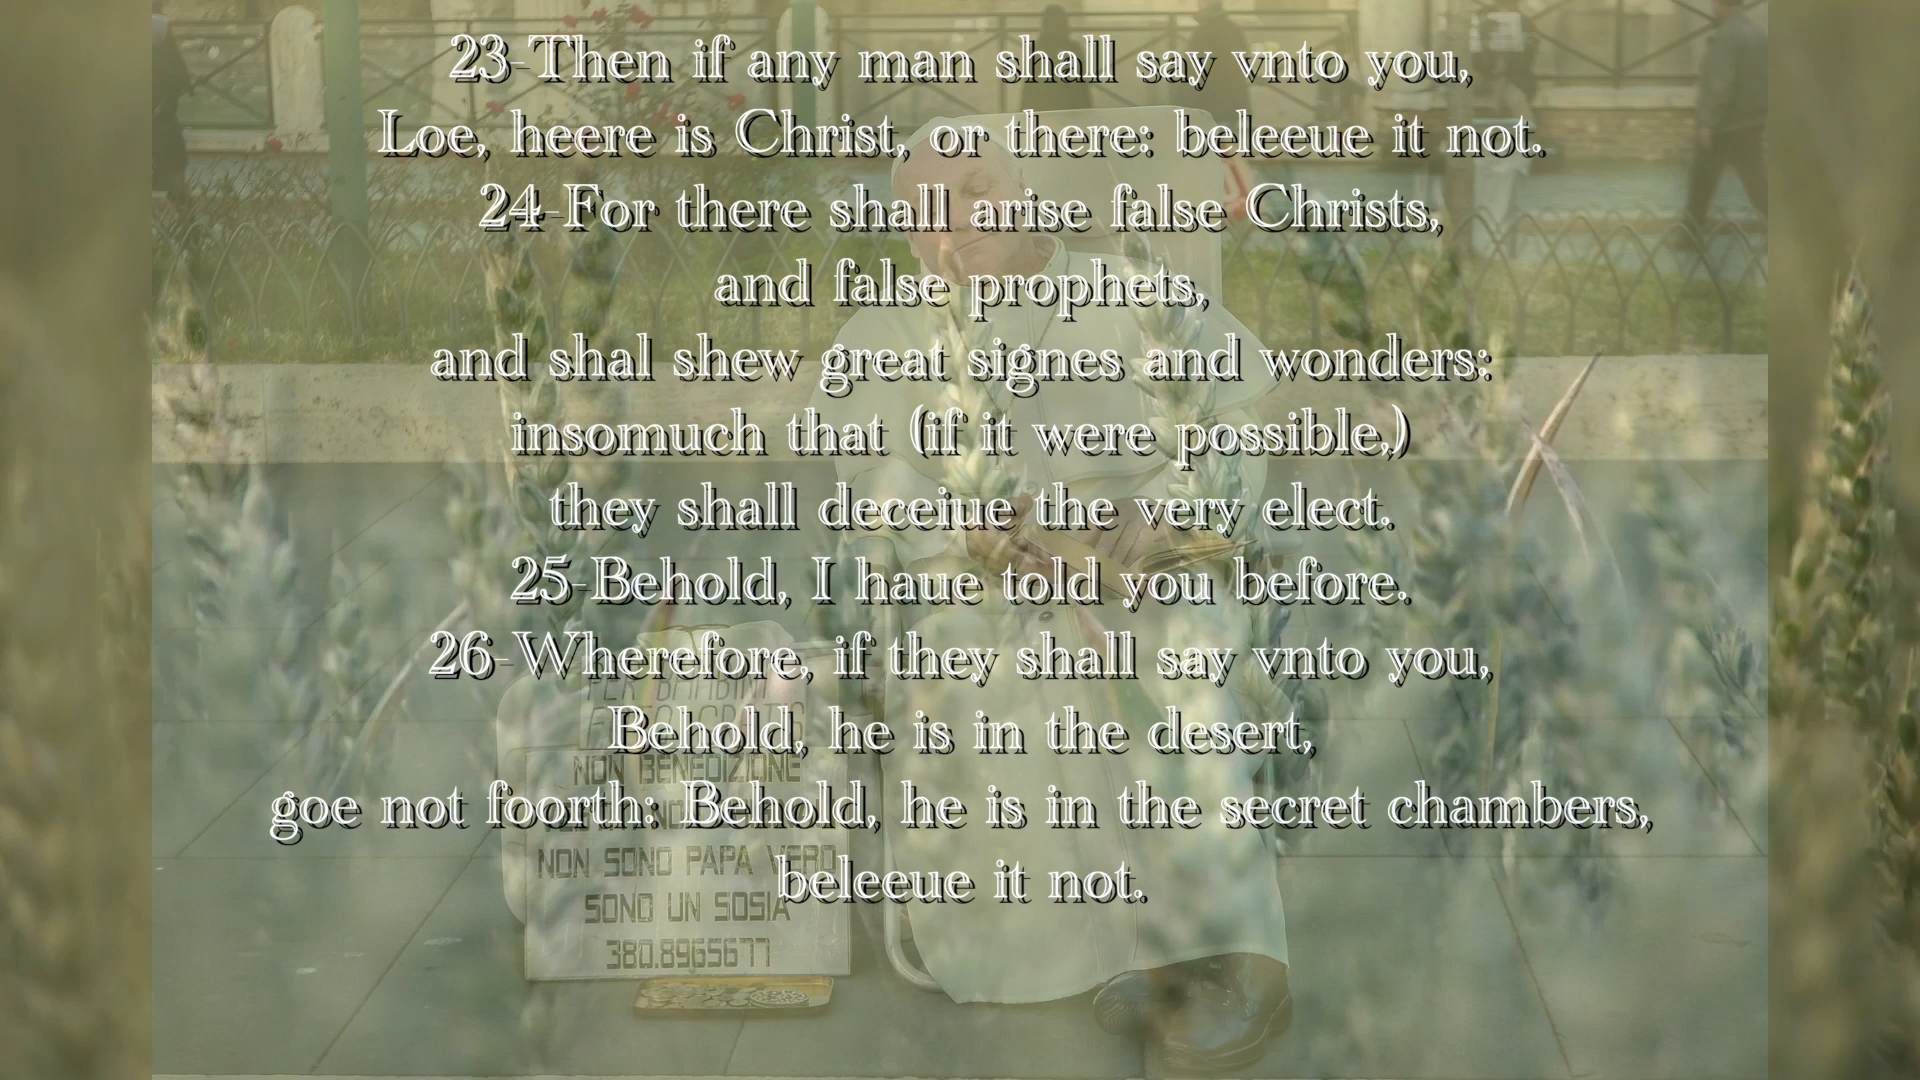 23-Then if any man shall say vnto you,
Loe, heere is Christ, or there: beleeue it not.
24-For there shall arise false Christs,
and false prophets,
and shal shew great signes and wonders:
insomuch that (if it were possible,)
they shall deceiue the very elect.
25-Behold, I haue told you before.
26-Wherefore, if they shall say vnto you,
Behold, he is in the desert,
goe not foorth: Behold, he is in the secret chambers,
beleeue it not.
PER BAMBINI
NON BENEDIZIONE
NON SONO PAPA VERO
SONO UN SOSIA
380.8965677